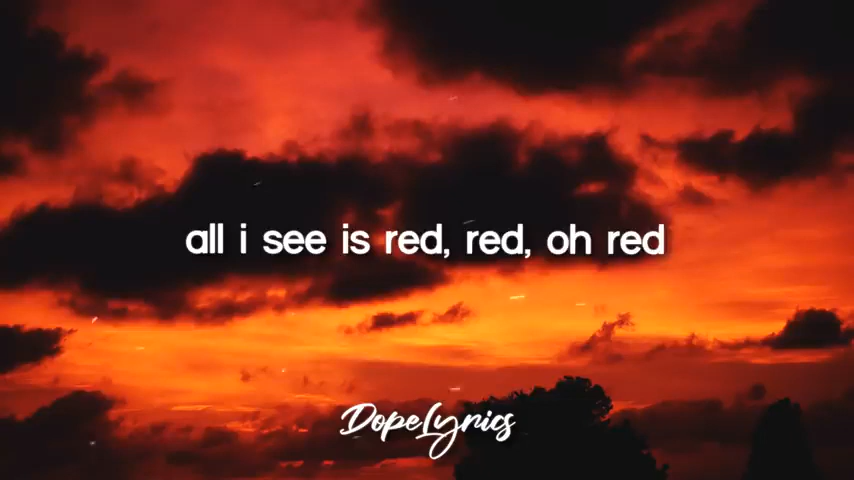 all i see is red, red, oh red
DopeLyrics